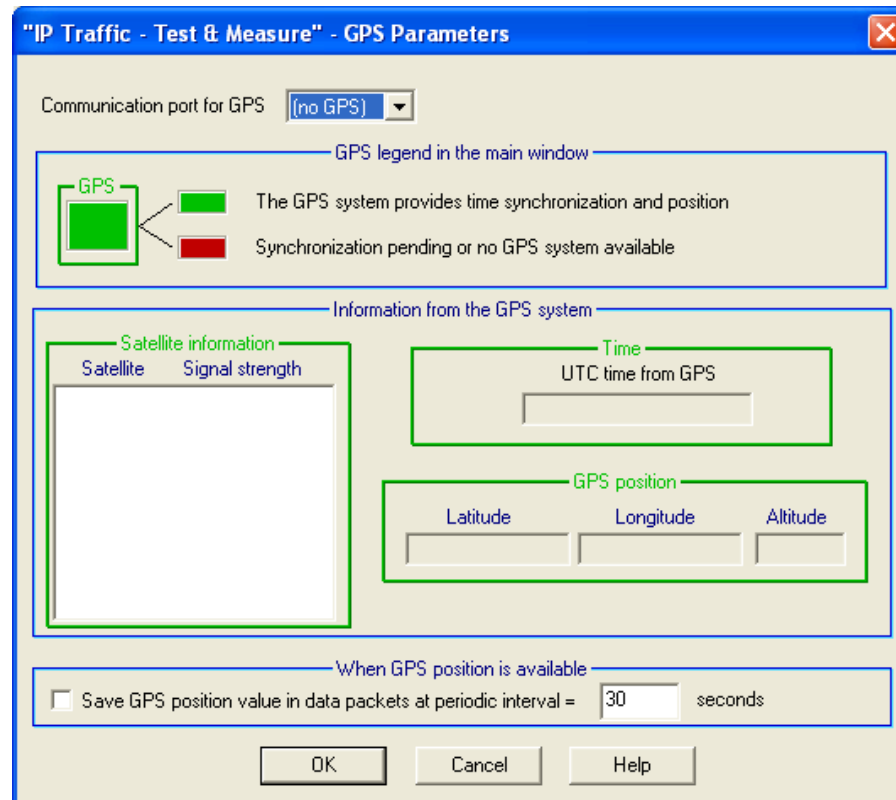 "IP Traffic - Test & Measure" - GPS Parameters
Communication port for GPS (no GPS)
GPS legend in the main window
GPS
The GPS system provides time synchronization and position
Synchronization pending or no GPS system available
Information from the GPS system
Satellite information
Satellite Signal strength
Time
UTC time from GPS
GPS position
Latitude Longitude Altitude
When GPS position is available
Save GPS position value in data packets at periodic interval = 30 seconds
OK Cancel Help